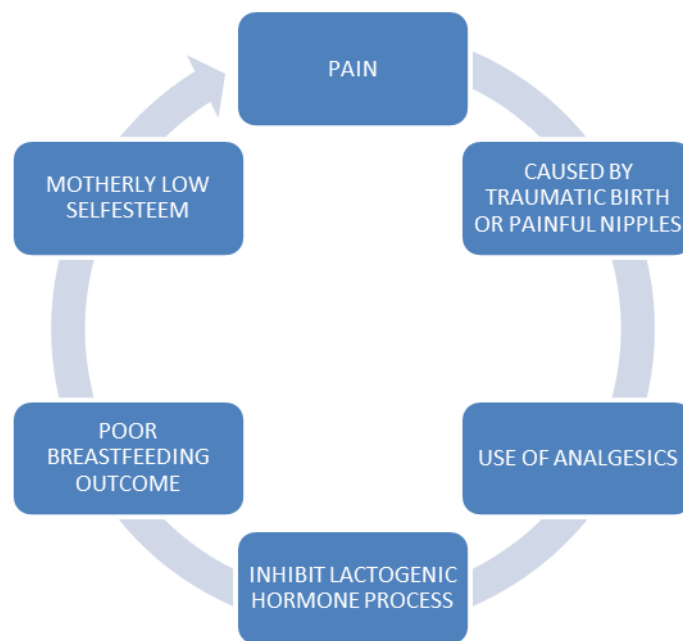 PAIN
CAUSED BY
TRAUMATIC BIRTH
OR PAINFUL NIPPLES
USE OF ANALGESICS
INHIBIT LACTOGENIC
HORMONE PROCESS
POOR
BREASTFEEDING
OUTCOME
MOTHERLY LOW
SELFESTEEM